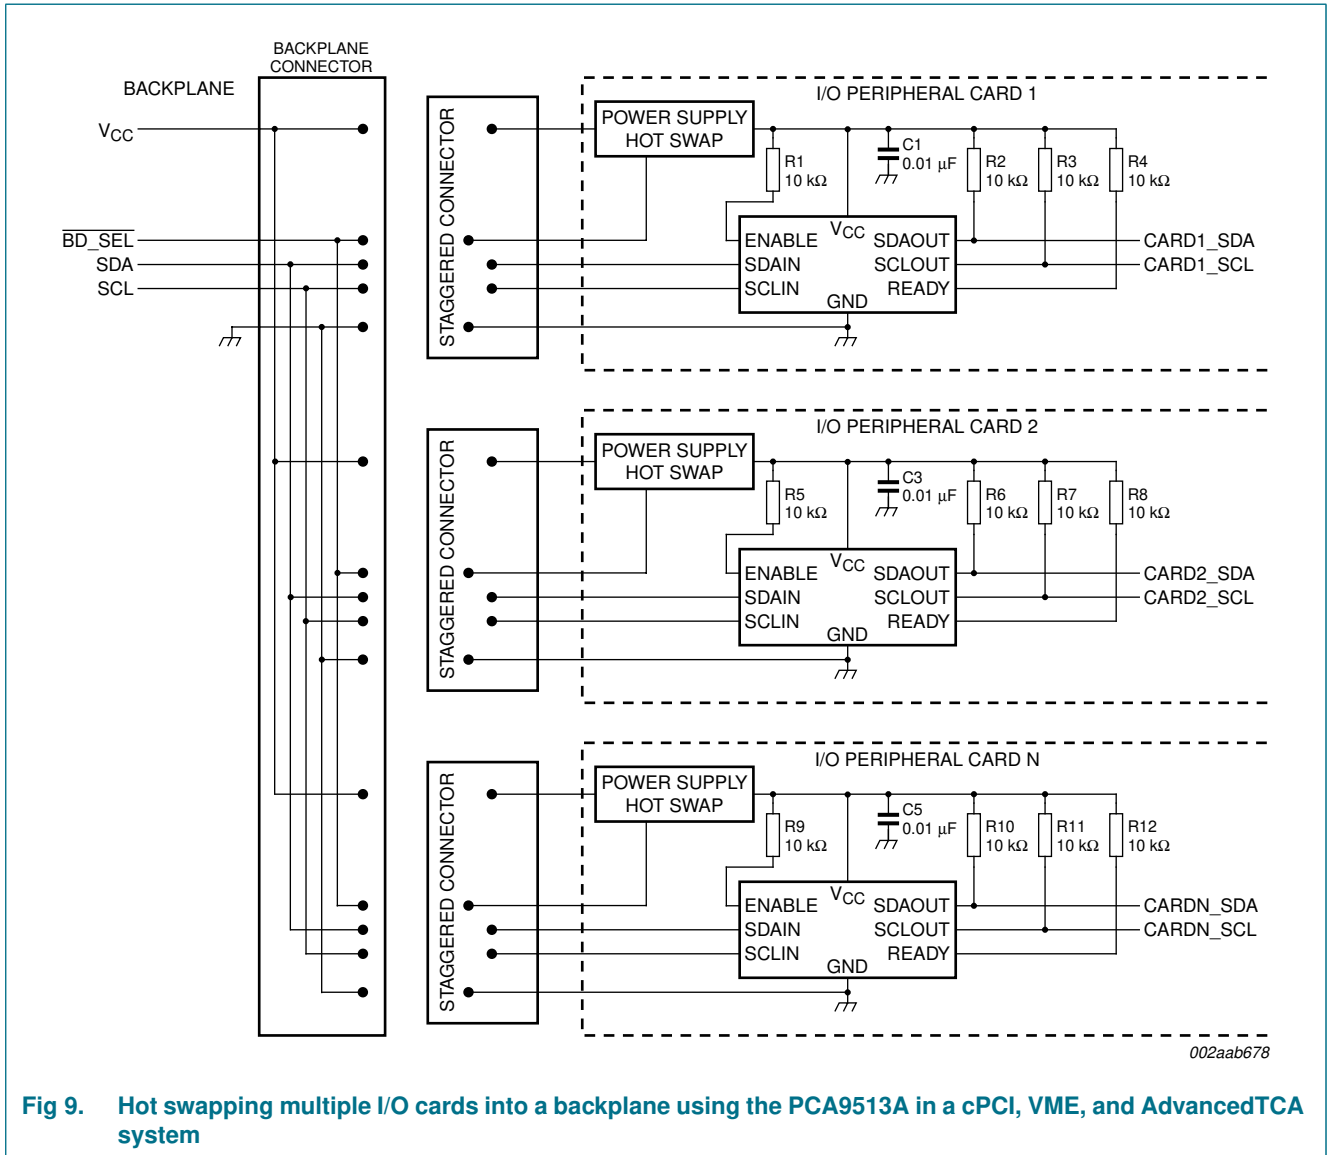 BACKPLANE
CONNECTOR
BACKPLANE
VCC
BD_SEL
SDA
SCL
STAGGERED CONNECTOR
I/O PERIPHERAL CARD 1
POWER SUPPLY
HOT SWAP
R1
10 kΩ
C1
0.01 μF
R2
10 kΩ
R3
10 kΩ
R4
10 kΩ
VCC
ENABLE
SDAIN
SCLIN
SDAOUT
SCLOUT
READY
GND
CARD1_SDA
CARD1_SCL
STAGGERED CONNECTOR
I/O PERIPHERAL CARD 2
POWER SUPPLY
HOT SWAP
R5
10 kΩ
C3
0.01 μF
R6
10 kΩ
R7
10 kΩ
R8
10 kΩ
VCC
ENABLE
SDAIN
SCLIN
SDAOUT
SCLOUT
READY
GND
CARD2_SDA
CARD2_SCL
STAGGERED CONNECTOR
I/O PERIPHERAL CARD N
POWER SUPPLY
HOT SWAP
R9
10 kΩ
C5
0.01 μF
R10
10 kΩ
R11
10 kΩ
R12
10 kΩ
VCC
ENABLE
SDAIN
SCLIN
SDAOUT
SCLOUT
READY
GND
CARDN_SDA
CARDN_SCL
002aab678
Fig 9. Hot swapping multiple I/O cards into a backplane using the PCA9513A in a cPCI, VME, and AdvancedTCA
system